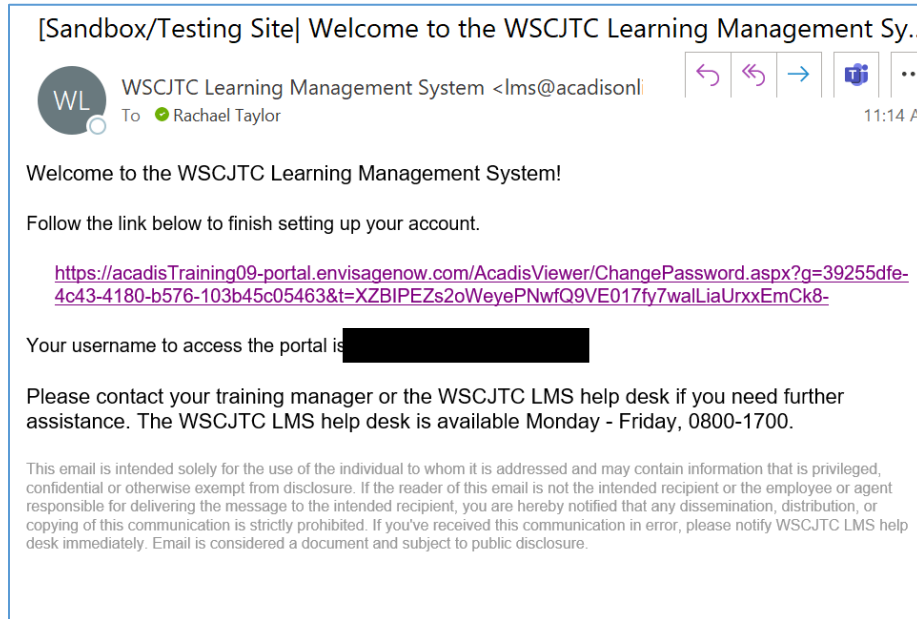 [Sandbox/Testing Site| Welcome to the WSCJTC Learning Management Sy..
WL
WSCJTC Learning Management System <lms@acadisonli
To Rachael Taylor
11:14 A
Welcome to the WSCJTC Learning Management System!
Follow the link below to finish setting up your account.
https://acadisTraining09-portal.envisagenow.com/AcadisViewer/ChangePassword.aspx?g=39255dfe-
4c43-4180-b576-103b45c05463&t=XZBIPEZs2oWeyePNwfQ9VE017fy7walLiaUrxxEmCk8-
Your username to access the portal is
Please contact your training manager or the WSCJTC LMS help desk if you need further
assistance. The WSCJTC LMS help desk is available Monday - Friday, 0800-1700.
This email is intended solely for the use of the individual to whom it is addressed and may contain information that is privileged,
confidential or otherwise exempt from disclosure. If the reader of this email is not the intended recipient or the employee or agent
responsible for delivering the message to the intended recipient, you are hereby notified that any dissemination, distribution, or
copying of this communication is strictly prohibited. If you've received this communication in error, please notify WSCJTC LMS help
desk immediately. Email is considered a document and subject to public disclosure.